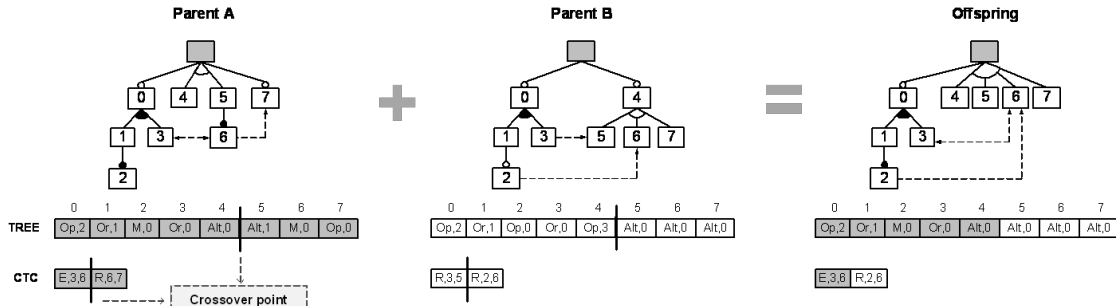 Parent A Parent B Offspring
0 4 5 7 0 4 0 4 5 6 7
1 3 6 1 3 5 6 7 1 3
2 2 2
0 1 2 3 4 5 6 7 0 1 2 3 4 5 6 7 0 1 2 3 4 5 6 7
TREE Op,2 Or,1 M,0 Or,0 Alt,0 Alt,1 M,0 Op,0 Op,2 Or,1 Op,0 Or,0 Op,3 Alt,0 Alt,0 Alt,0 Op,2 Or,1 M,0 Or,0 Alt,0 Alt,0 Alt,0 Alt,0
CTC E,3,6 R,6,7 R,3,5 R,2,6 E,3,6 R,2,6
Crossover point